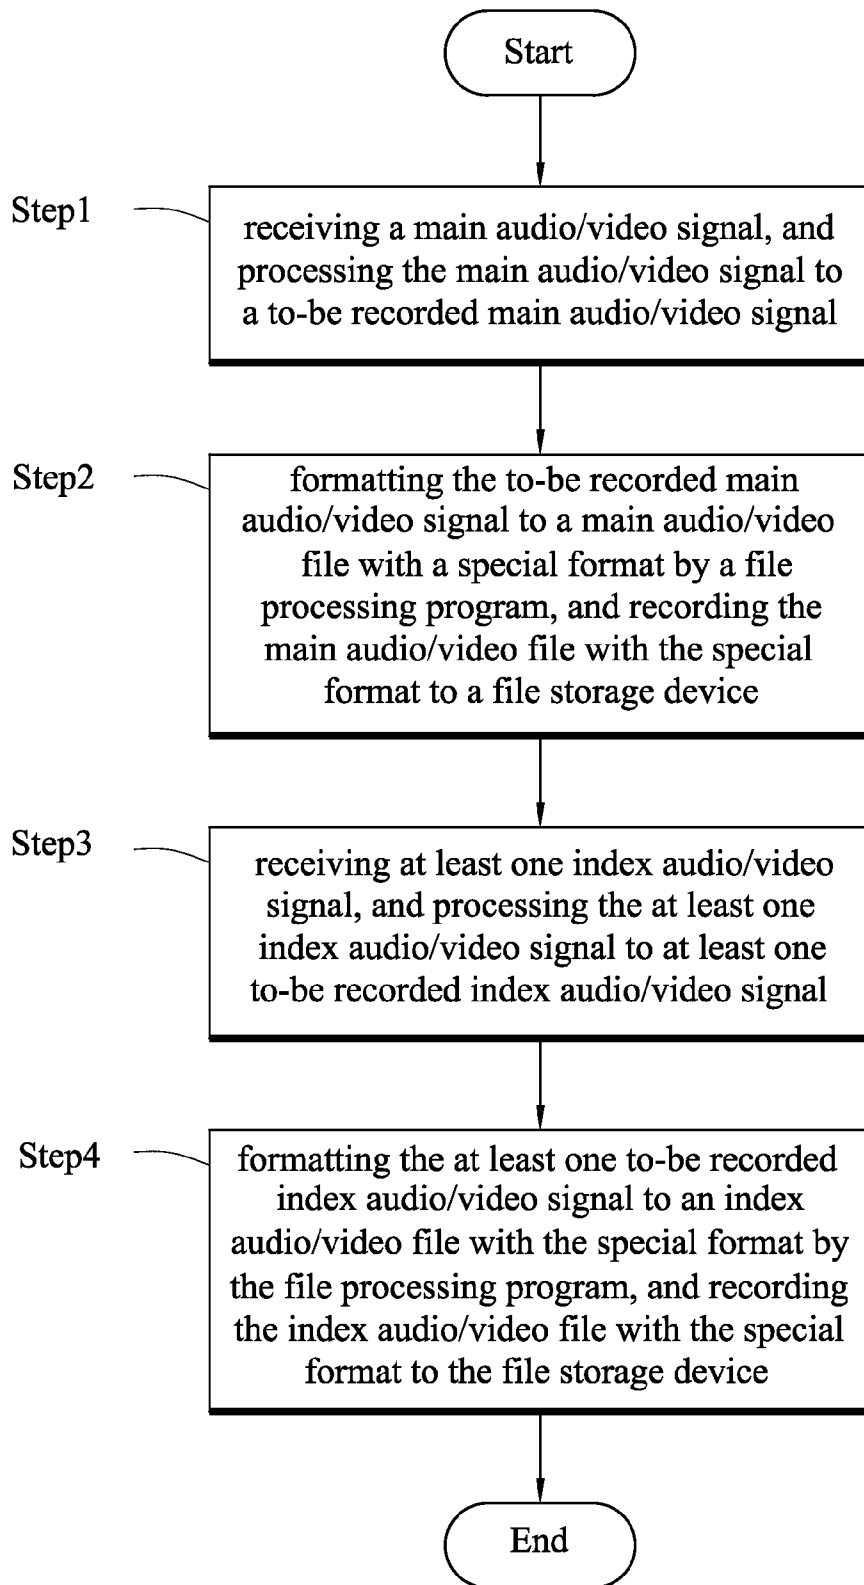 Start
Step1
receiving a main audio/video signal, and
processing the main audio/video signal to
a to-be recorded main audio/video signal
Step2
formatting the to-be recorded main
audio/video signal to a main audio/video
file with a special format by a file
processing program, and recording the
main audio/video file with the special
format to a file storage device
Step3
receiving at least one index audio/video
signal, and processing the at least one
index audio/video signal to at least one
to-be recorded index audio/video signal
Step4
formatting the at least one to-be recorded
index audio/video signal to an index
audio/video file with the special format by
the file processing program, and recording
the index audio/video file with the special
format to the file storage device
End